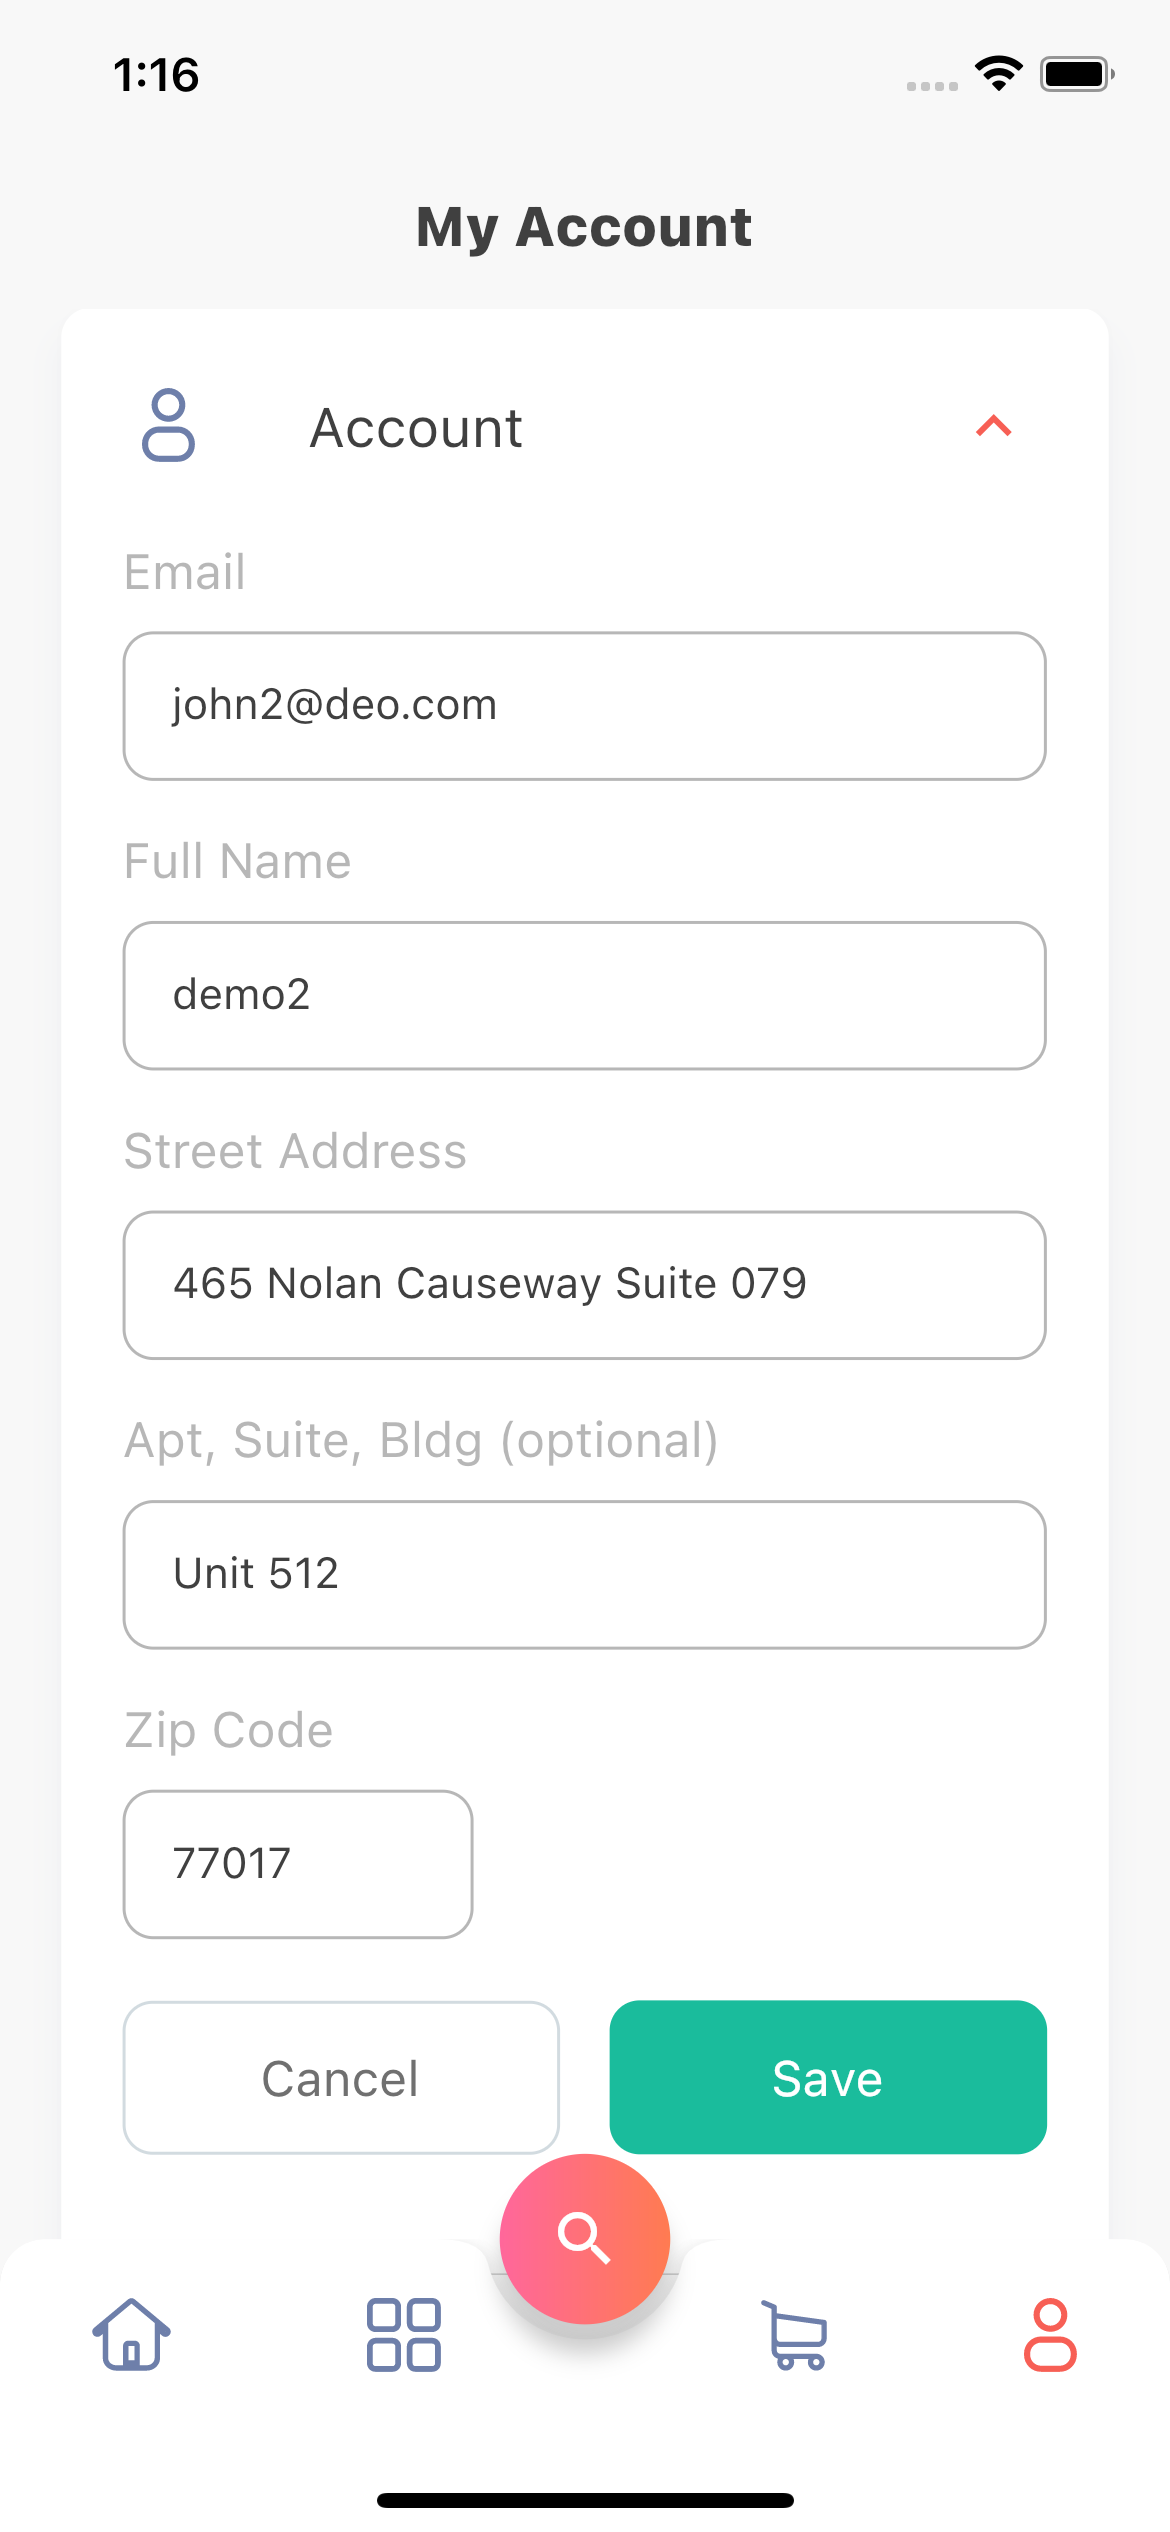 1:16
My Account
Account
Email
john2@deo.com
Full Name
demo2
Street Address
465 Nolan Causeway Suite 079
Apt, Suite, Bldg (optional)
Unit 512
Zip Code
77017
Cancel
Save